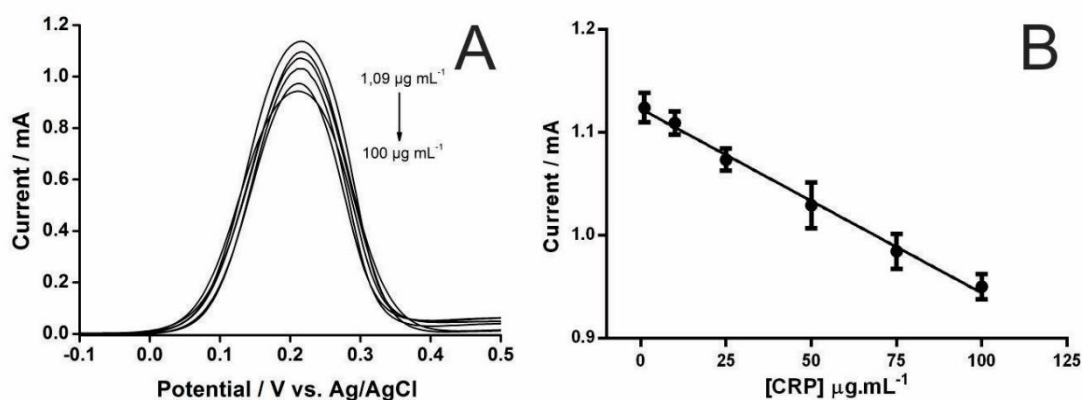 A
1.2
1.0
0.8
0.6
0.4
0.2
0.0
Current / mA
1,09 µg mL⁻¹
100 µg mL⁻¹
-0.1 0.0 0.1 0.2 0.3 0.4 0.5
Potential / V vs. Ag/AgCl
B
1.2
1.1
1.0
0.9
Current / mA
0 25 50 75 100 125
[CRP] µg.mL⁻¹